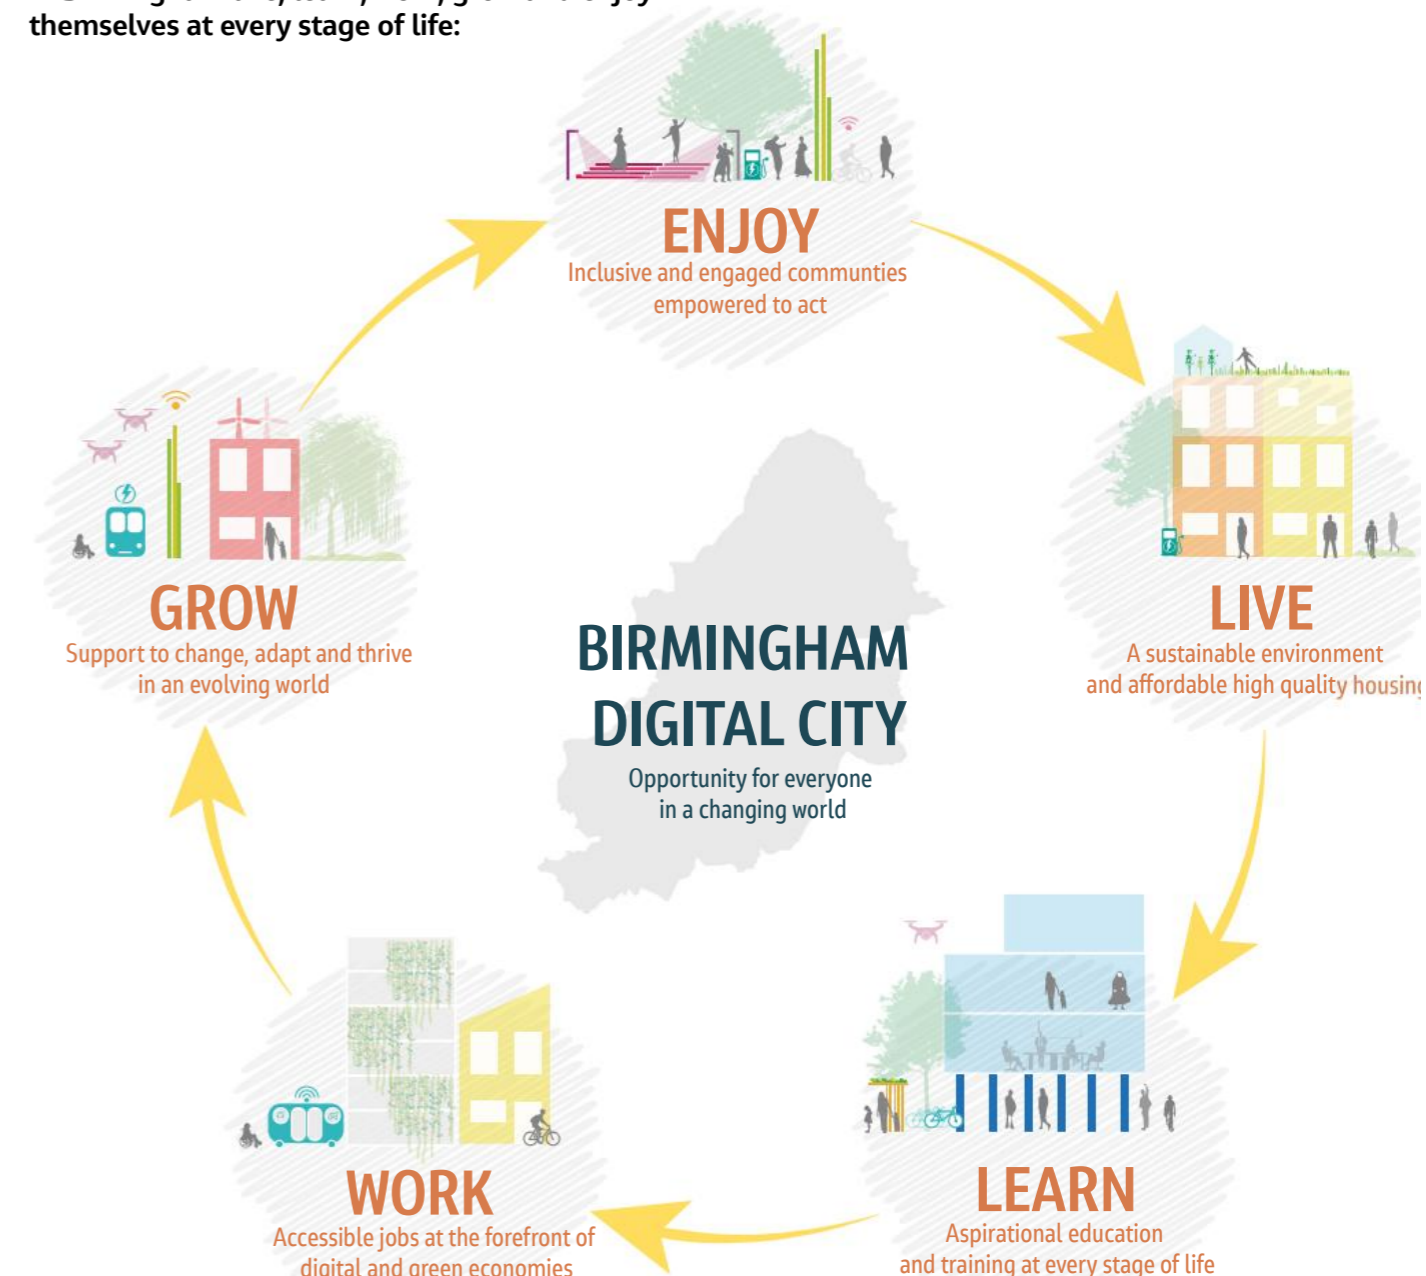 themselves at every stage of life:
ENJOY
Inclusive and engaged communties
empowered to act
LIVE
A sustainable environment
and affordable high quality housing
GROW
Support to change, adapt and thrive
in an evolving world
BIRMINGHAM
DIGITAL CITY
Opportunity for everyone
in a changing world
LEARN
Aspirational education
and training at every stage of life
WORK
Accessible jobs at the forefront of
digital and green economies